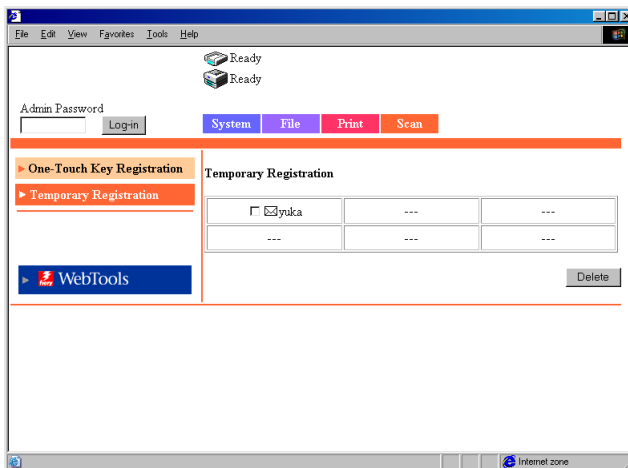 File Edit View Favorites Tools Help
Ready
Ready
Admin Password
Log-in
System File Print Scan
One-Touch Key Registration
Temporary Registration
Temporary Registration
yuka --- ---
--- --- ---
fiery WebTools
Delete
Internet zone